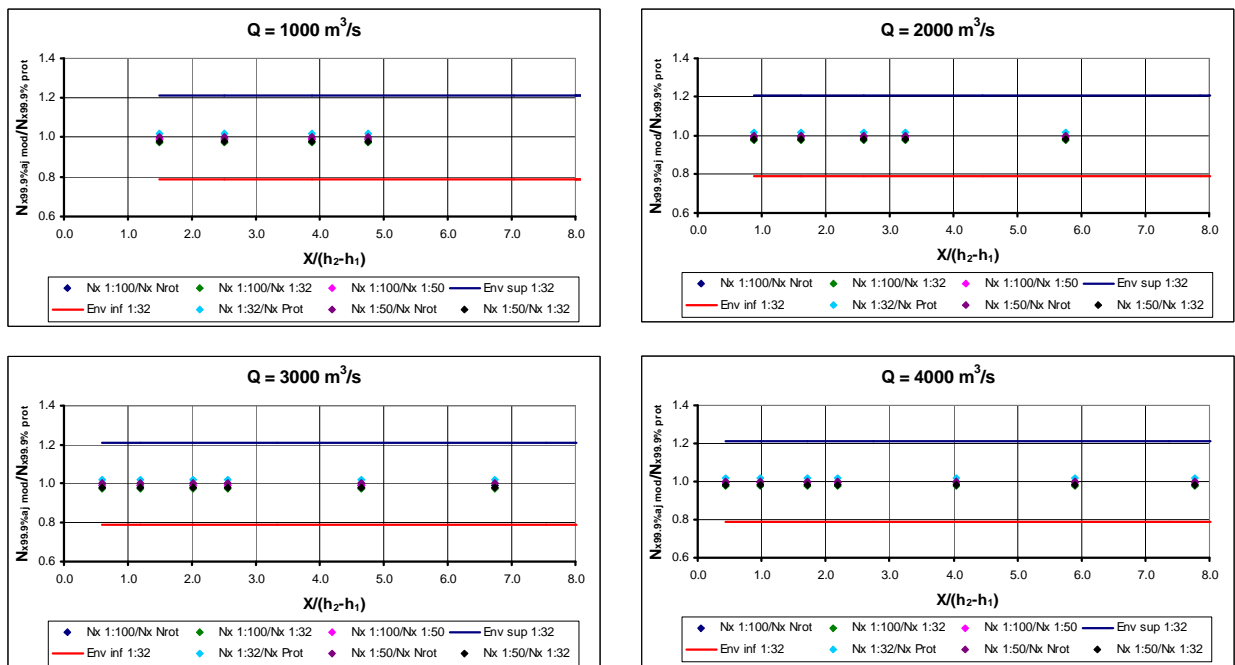 Q = 1000 m³/s
Nx99.9%aj mod/Nx99.9% prot
1.4
1.2
1.0
0.8
0.6
0.0 1.0 2.0 3.0 4.0 5.0 6.0 7.0 8.0
X/(h₂-h₁)
Nx 1:100/Nx Nrot Nx 1:100/Nx 1:32 Nx 1:100/Nx 1:50 Env sup 1:32
Env inf 1:32 Nx 1:32/Nx Prot Nx 1:50/Nx Nrot Nx 1:50/Nx 1:32
Q = 2000 m³/s
Nx99.9%aj mod/Nx99.9% prot
1.4
1.2
1.0
0.8
0.6
0.0 1.0 2.0 3.0 4.0 5.0 6.0 7.0 8.0
X/(h₂-h₁)
Nx 1:100/Nx Nrot Nx 1:100/Nx 1:32 Nx 1:100/Nx 1:50 Env sup 1:32
Env inf 1:32 Nx 1:32/Nx Prot Nx 1:50/Nx Nrot Nx 1:50/Nx 1:32
Q = 3000 m³/s
Nx99.9%aj mod/Nx99.9% prot
1.4
1.2
1.0
0.8
0.6
0.0 1.0 2.0 3.0 4.0 5.0 6.0 7.0 8.0
X/(h₂-h₁)
Nx 1:100/Nx Nrot Nx 1:100/Nx 1:32 Nx 1:100/Nx 1:50 Env sup 1:32
Env inf 1:32 Nx 1:32/Nx Prot Nx 1:50/Nx Nrot Nx 1:50/Nx 1:32
Q = 4000 m³/s
Nx99.9%aj mod/Nx99.9% prot
1.4
1.2
1.0
0.8
0.6
0.0 1.0 2.0 3.0 4.0 5.0 6.0 7.0 8.0
X/(h₂-h₁)
Nx 1:100/Nx Nrot Nx 1:100/Nx 1:32 Nx 1:100/Nx 1:50 Env sup 1:32
Env inf 1:32 Nx 1:32/Nx Prot Nx 1:50/Nx Nrot Nx 1:50/Nx 1:32